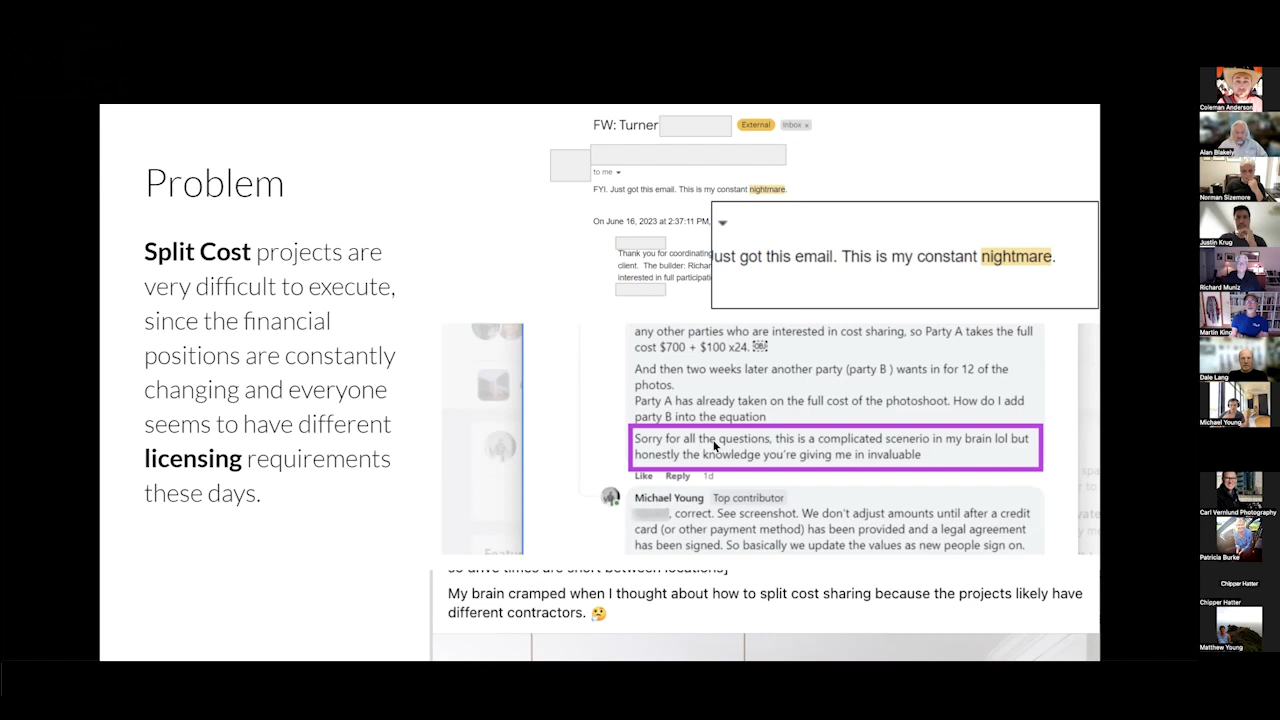 Problem
Split Cost projects are
very difficult to execute,
since the financial
positions are constantly
changing and everyone
seems to have different
licensing requirements
these days.
FW: Turner
External
Inbox x
to me
FYI. Just got this email. This is my constant nightmare.
On June 16, 2023 at 2:37:11 PM,
Thank you for coordinating
client. The builder: Richar
interested in full participati
ust got this email. This is my constant nightmare.
any other parties who are interested in cost sharing, so Party A takes the full
cost $700 + $100 x24.
And then two weeks later another party (party B ) wants in for 12 of the
photos.
Party A has already taken on the full cost of the photoshoot. How do I add
party B into the equation
Sorry for all the questions, this is a complicated scenerio in my brain lol but
honestly the knowledge you're giving me in invaluable
Like Reply 1d
Michael Young Top contributor
, correct. See screenshot. We don't adjust amounts until after a credit
card (or other payment method) has been provided and a legal agreement
has been signed. So basically we update the values as new people sign on.
so drive times are short between locations]
My brain cramped when I thought about how to split cost sharing because the projects likely have
different contractors. 🤔
Coleman Anderson
Alan Blakely
Norman Sizemore
Justin Krug
Richard Muniz
Martin King
Dale Lang
Michael Young
Carl Vernlund Photography
Patricia Burke
Chipper Hatter
Chipper Hatter
Matthew Young